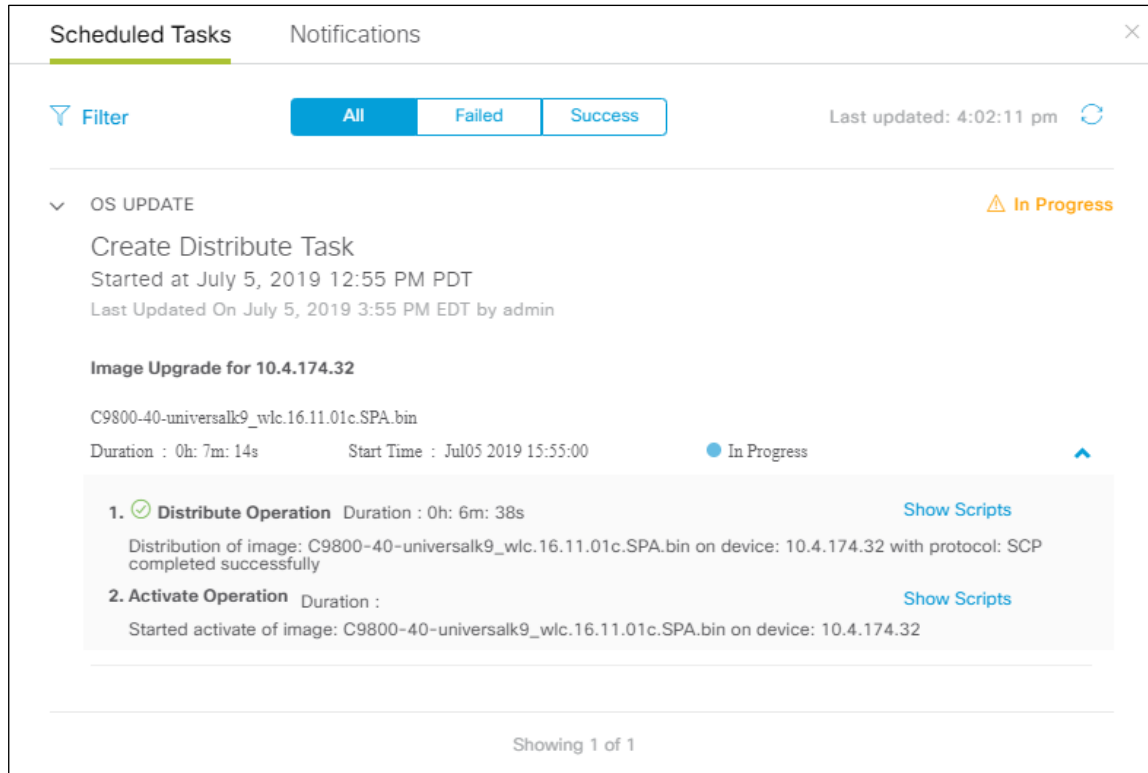 Scheduled Tasks Notifications
Filter All Failed Success Last updated: 4:02:11 pm
OS UPDATE In Progress
Create Distribute Task
Started at July 5, 2019 12:55 PM PDT
Last Updated On July 5, 2019 3:55 PM EDT by admin
Image Upgrade for 10.4.174.32
C9800-40-universalk9_wlc.16.11.01c.SPA.bin
Duration : 0h: 7m: 14s Start Time : Jul05 2019 15:55:00 In Progress
1. Distribute Operation Duration : 0h: 6m: 38s Show Scripts
Distribution of image: C9800-40-universalk9_wlc.16.11.01c.SPA.bin on device: 10.4.174.32 with protocol: SCP
completed successfully
2. Activate Operation Duration : Show Scripts
Started activate of image: C9800-40-universalk9_wlc.16.11.01c.SPA.bin on device: 10.4.174.32
Showing 1 of 1